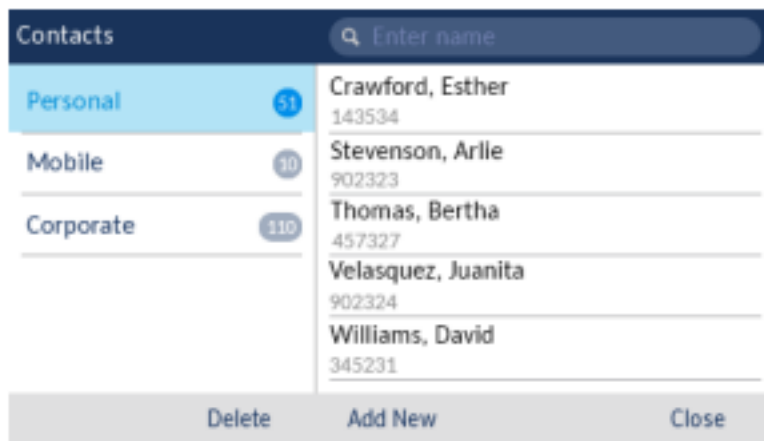 Contacts
Enter name
Personal 51
Mobile 10
Corporate 110
Crawford, Esther
143534
Stevenson, Arlie
902323
Thomas, Bertha
457327
Velasquez, Juanita
902324
Williams, David
345231
Delete Add New Close